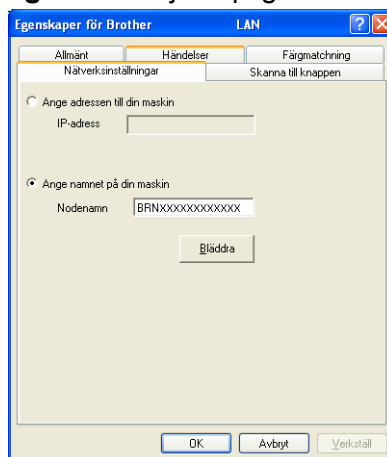 Egenskaper för Brother LAN
Allmänt Händelser Färgmatchning
Nätverksinställningar Skanna till knappen
Ange adressen till din maskin
IP-adress
Ange namnet på din maskin
Nodenamn BRNXXXXXXXXXXXX
Bläddra
OK Avbryt Verkställ